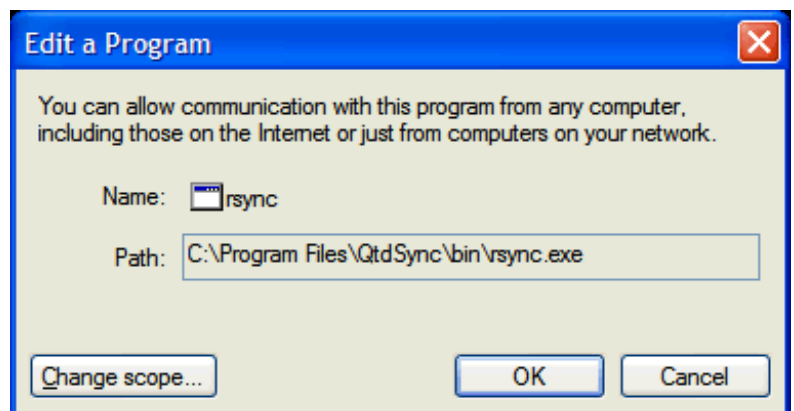 Edit a Program
You can allow communication with this program from any computer,
including those on the Internet or just from computers on your network.
Name: rsync
Path: C:\Program Files\QtdSync\bin\rsync.exe
Change scope... OK Cancel